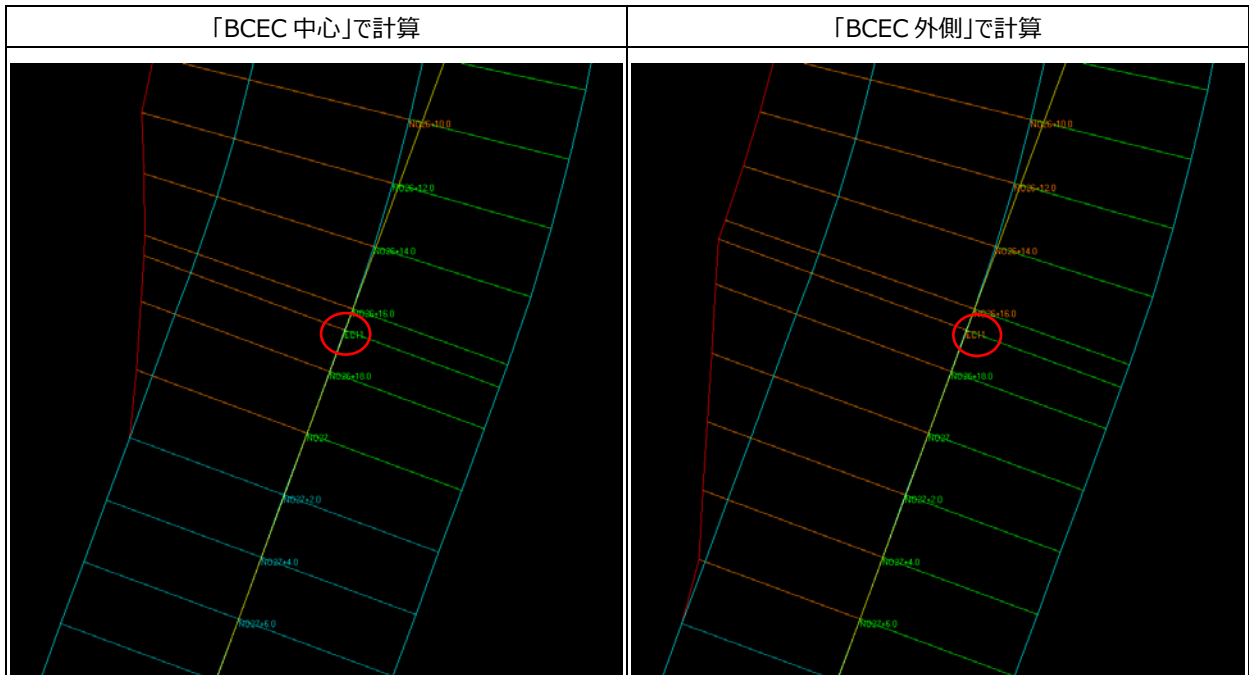 「BCEC 中心」で計算
「BCEC 外側」で計算
NO26+10.0
NO26+12.0
NO26+14.0
NO26+16.0
NO26+18.0
NO27
NO27+2.0
NO27+4.0
NO27+6.0
NO26+10.0
NO26+12.0
NO26+14.0
NO26+16.0
NO26+18.0
NO27
NO27+2.0
NO27+4.0
NO27+6.0